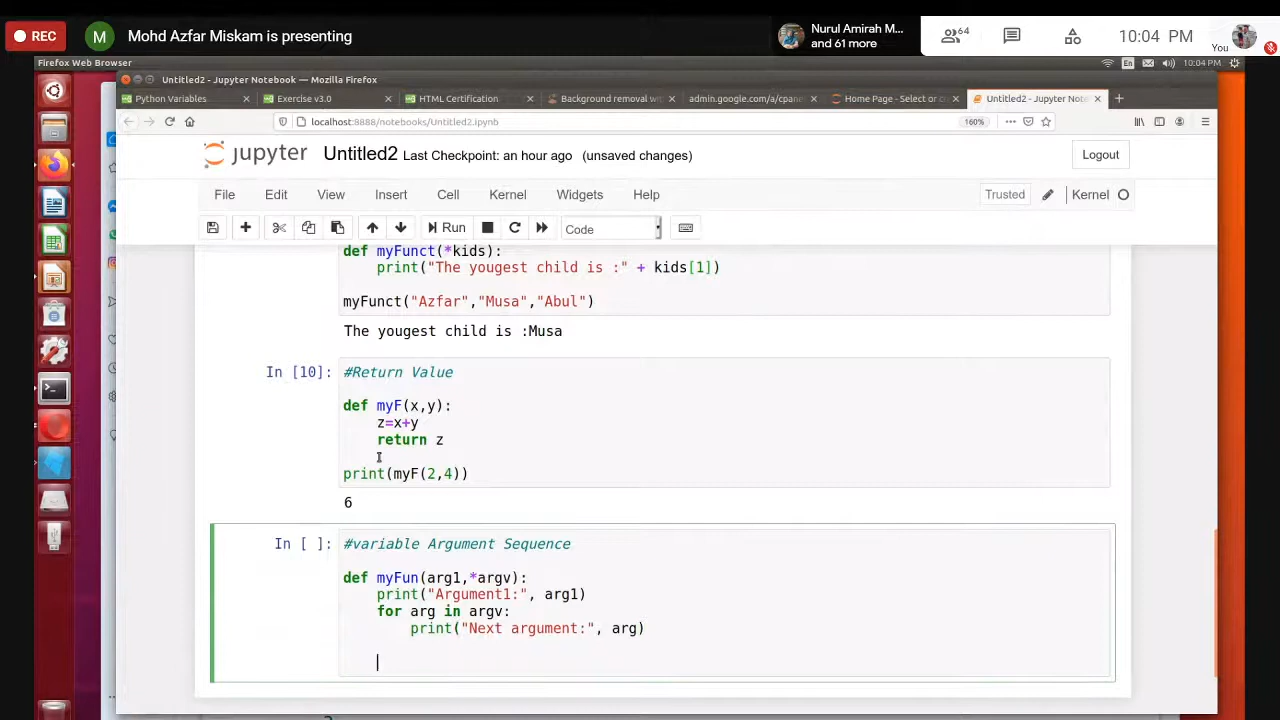 REC
M
Mohd Azfar Miskam is presenting
Nurul Amirah M...
and 61 more
64
10:04 PM
You
Firefox Web Browser
En
10:04 PM
Untitled2 - Jupyter Notebook — Mozilla Firefox
Python Variables
HTML Certification
Background removal wit
admin.google.com/a/cpane
Home Page - Select or cr
Untitled2 - Jupyter Note
localhost:8888/notebooks/Untitled2.ipynb
160%
jupyter Untitled2 Last Checkpoint: an hour ago (unsaved changes)
Logout
File Edit View Insert Cell Kernel Widgets Help
Trusted
Kernel
Run
Code
def myFunct(*kids):
    print("The yougest child is :" + kids[1])
myFunct("Azfar","Musa","Abul")
The yougest child is :Musa
In [10]:
#Return Value
def myF(x,y):
    z=x+y
    return z
print(myF(2,4))
6
In [ ]:
#variable Argument Sequence
def myFun(arg1,*argv):
    print("Argument1:", arg1)
    for arg in argv:
        print("Next argument:", arg)